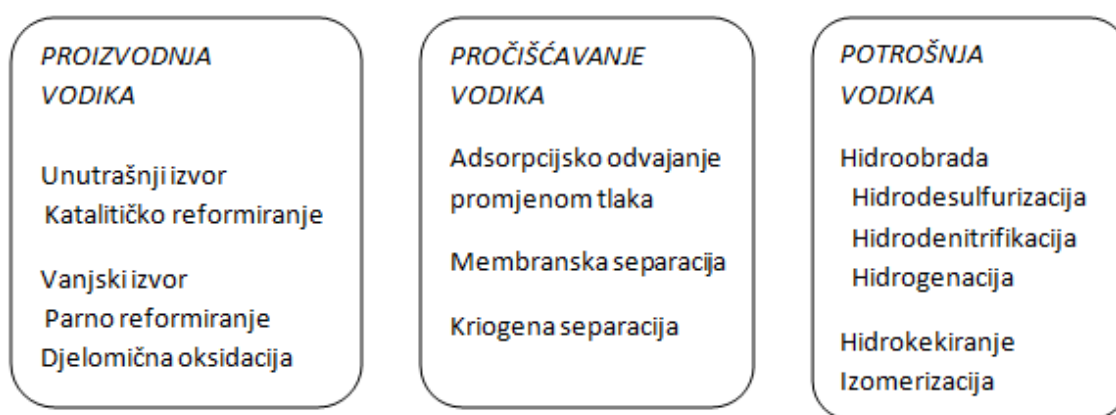 PROIZVODNJA
VODIKA
Unutrašnji izvor
Katalitičko reformiranje
Vanjski izvor
Parno reformiranje
Djelomična oksidacija
PROČIŠĆAVANJE
VODIKA
Adsorpcijsko odvajanje
promjenom tlaka
Membranska separacija
Kriogena separacija
POTROŠNJA
VODIKA
Hidroobrada
Hidrodesulfurizacija
Hidrodenitrifikacija
Hidrogenacija
Hidrokekiranje
Izomerizacija